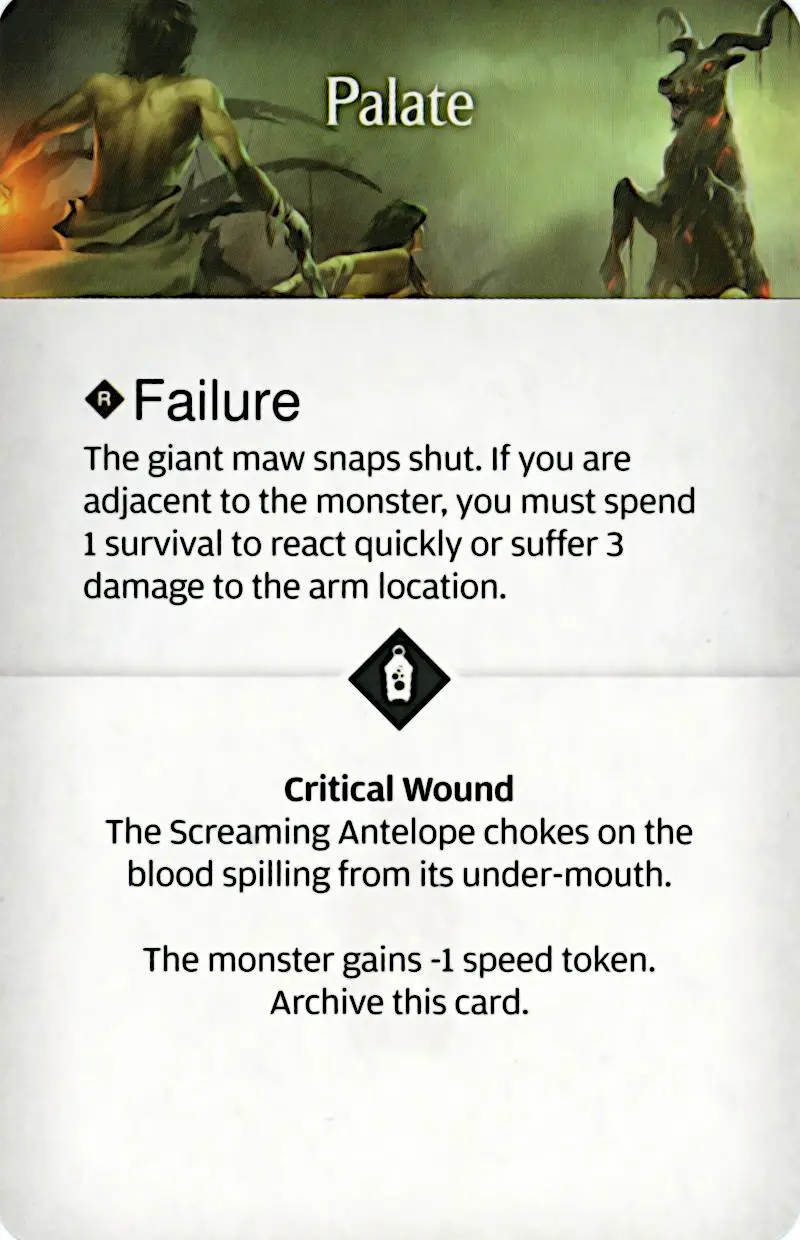 Palate
R Failure
The giant maw snaps shut. If you are
adjacent to the monster, you must spend
1 survival to react quickly or suffer 3
damage to the arm location.
Critical Wound
The Screaming Antelope chokes on the
blood spilling from its under-mouth.
The monster gains -1 speed token.
Archive this card.